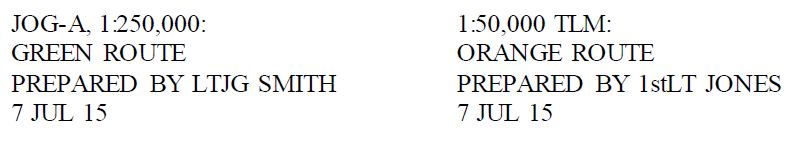 JOG-A, 1:250,000:
GREEN ROUTE
PREPARED BY LTJG SMITH
7 JUL 15
1:50,000 TLM:
ORANGE ROUTE
PREPARED BY 1stLT JONES
7 JUL 15